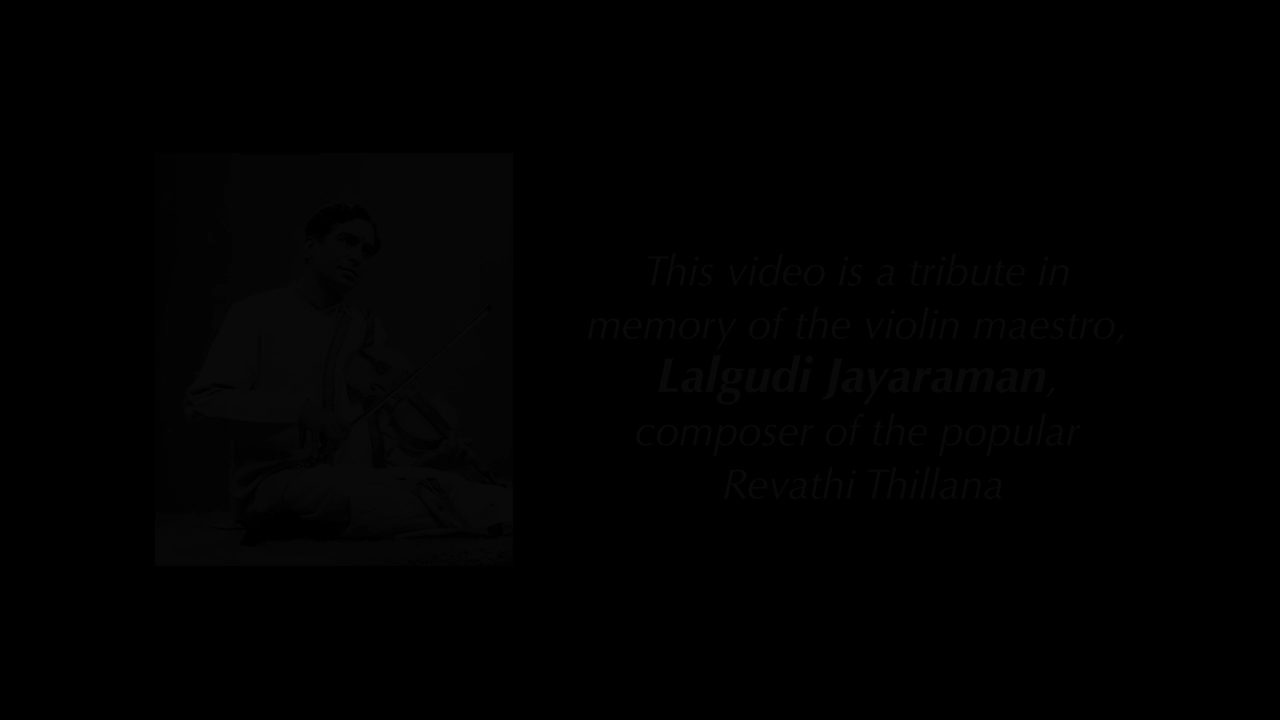 This video is a tribute in
memory of the violin maestro,
Lalgudi Jayaraman,
composer of the popular
Revathi Thillana